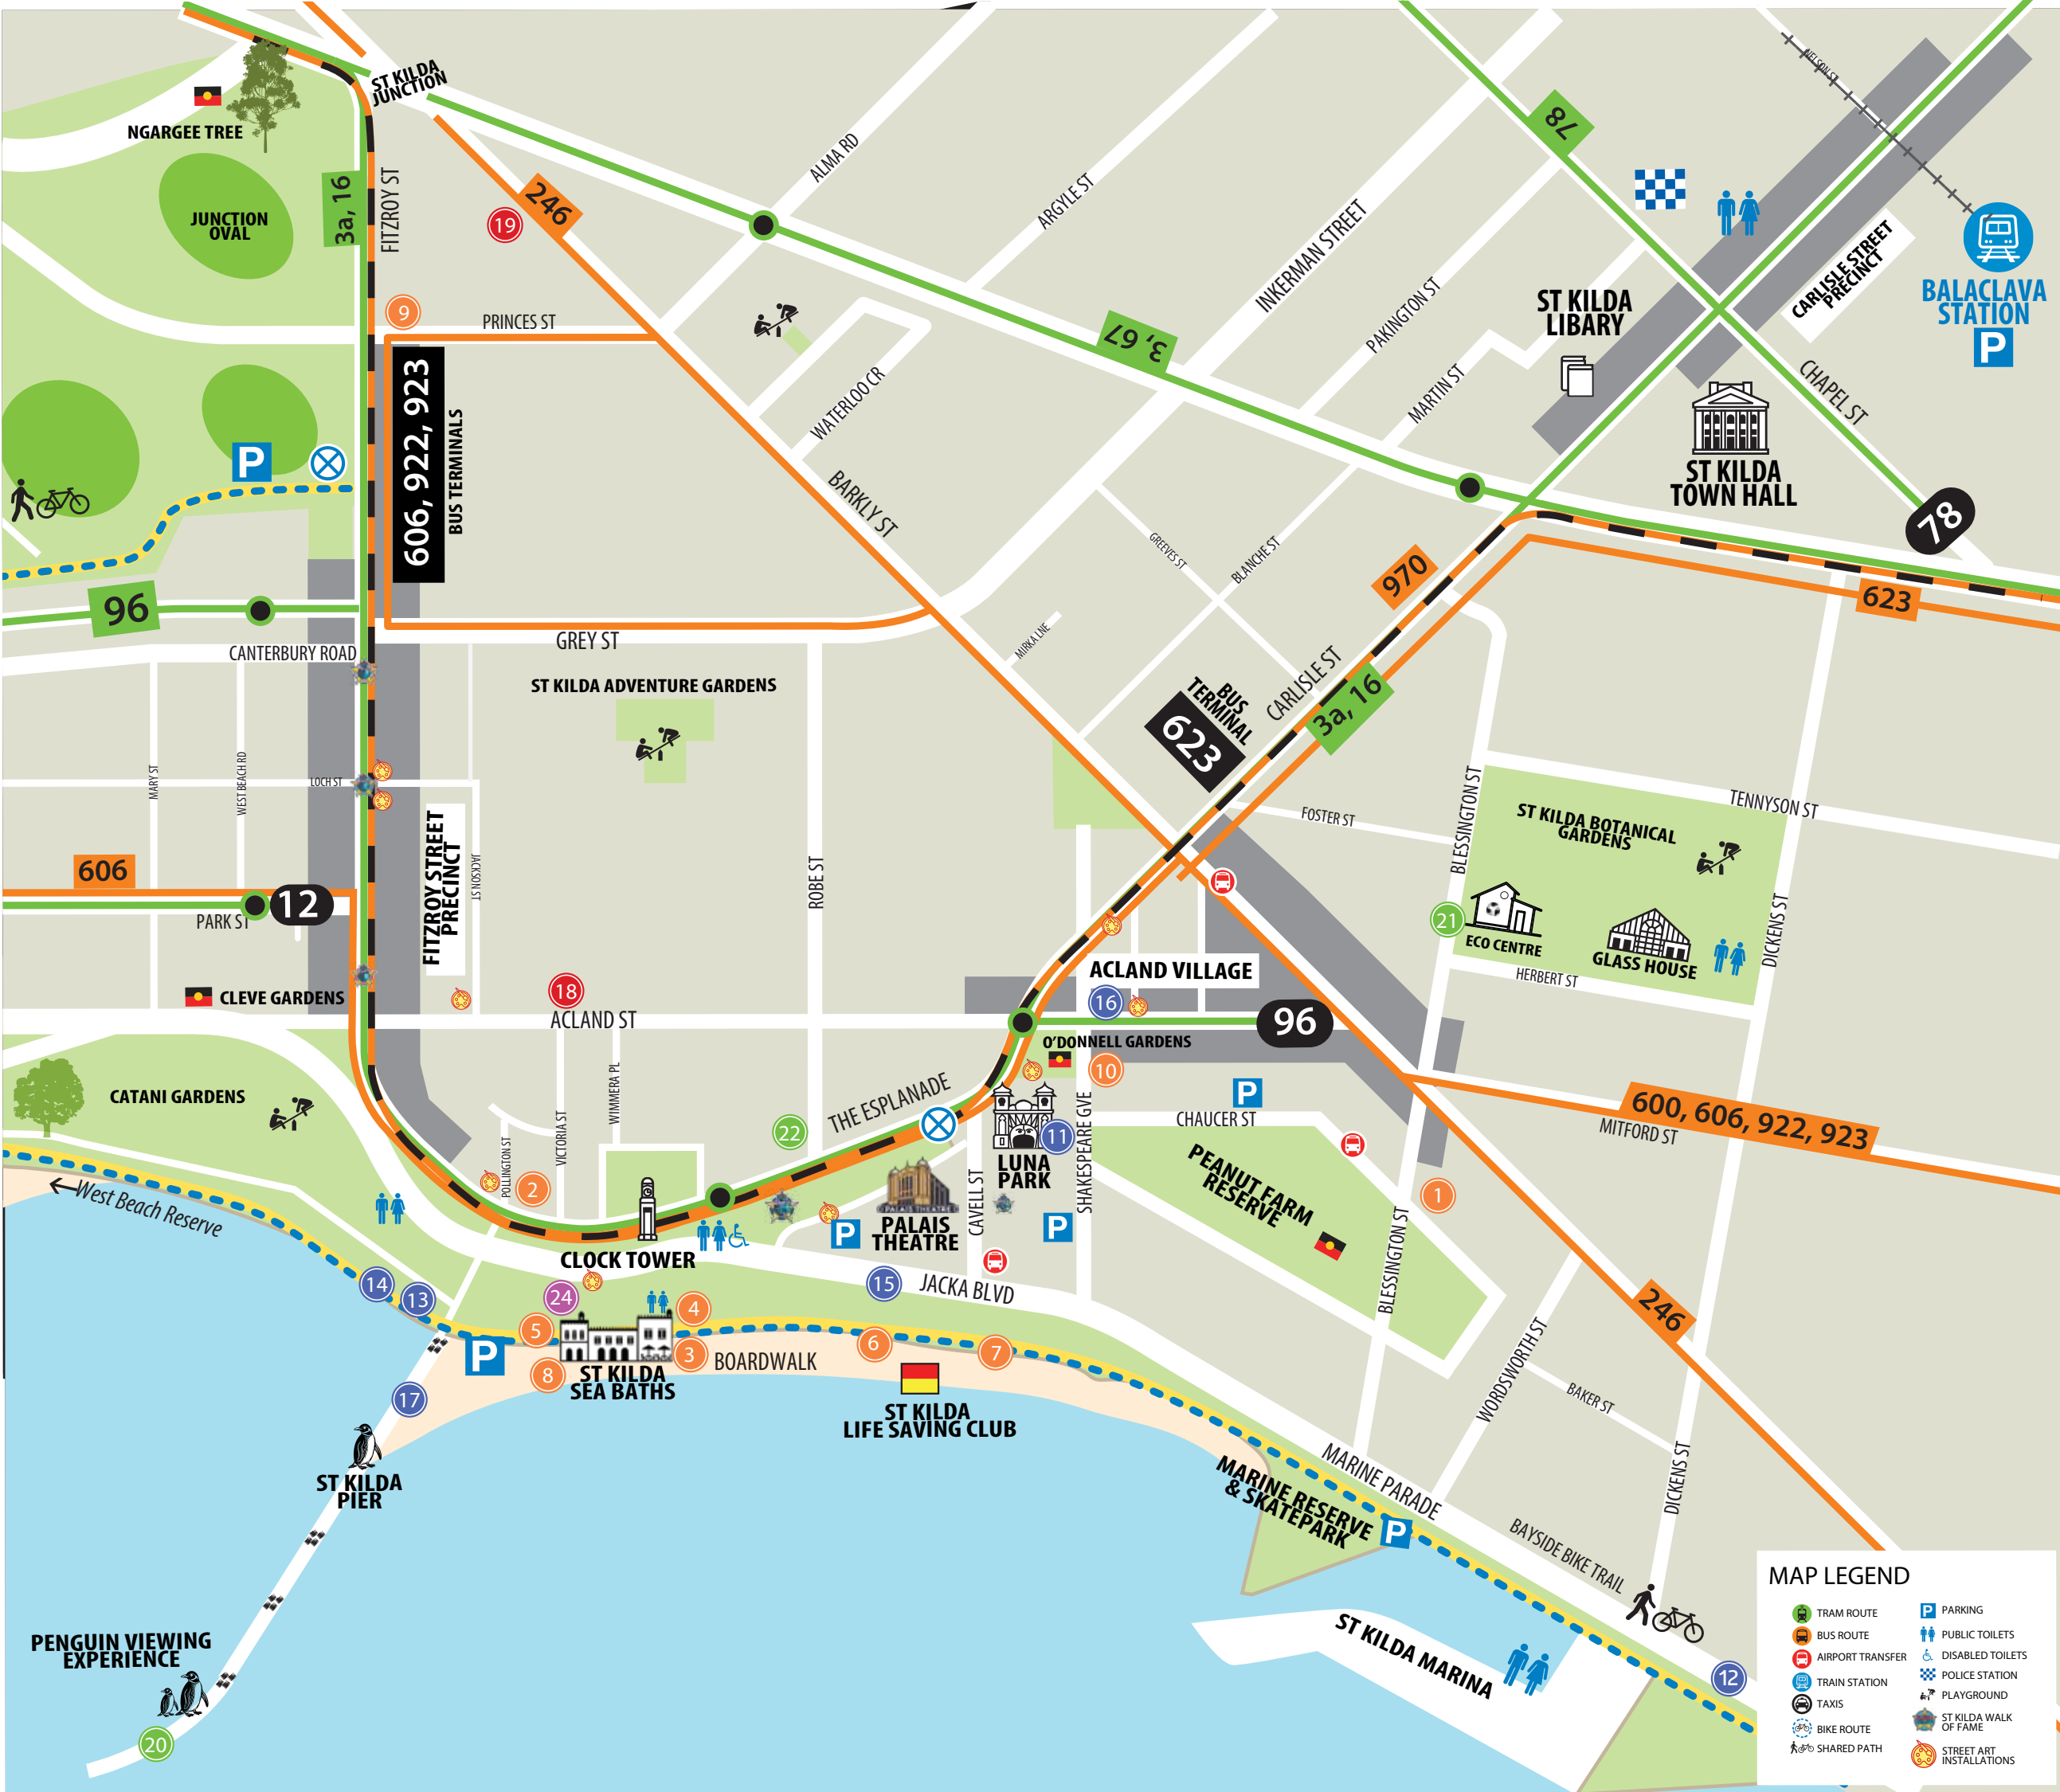 ST KILDA
JUNCTION
NGARGEE TREE
JUNCTION
OVAL
3a, 16
FITZROY ST
19
246
ALMA RD
ARGYLE ST
INKERMAN STREET
78
NELSON ST
CARLISLE STREET
PRECINCT
BALACLAVA
STATION
P
9
PRINCES ST
3, 67
PAKINGTON ST
ST KILDA
LIBARY
WATERLOO CR
MARTIN ST
CHAPEL ST
606, 922, 923
BUS TERMINALS
ST KILDA
TOWN HALL
78
P
BARKLY ST
GREEVES ST
BLANCHE ST
970
623
96
CANTERBURY ROAD
GREY ST
MIRKA LNE
ST KILDA ADVENTURE GARDENS
BUS
TERMINAL
623
CARLISLE ST
3a, 16
MARY ST
WEST BEACH RD
LOCH ST
FITZROY STREET
PRECINCT
JACKSON ST
ROBE ST
FOSTER ST
BLESSINGTON ST
TENNYSON ST
ST KILDA BOTANICAL
GARDENS
606
12
PARK ST
21
ECO CENTRE
GLASS HOUSE
DICKENS ST
HERBERT ST
CLEVE GARDENS
18
ACLAND ST
ACLAND VILLAGE
16
96
O'DONNELL GARDENS
10
CATANI GARDENS
POLLINGTON ST
VICTORIA ST
WIMMERA PL
22
THE ESPLANADE
LUNA
PARK
11
SHAKESPEARE GVE
P
CHAUCER ST
600, 606, 922, 923
MITFORD ST
PEANUT FARM
RESERVE
1
2
West Beach Reserve
CLOCK TOWER
P
PALAIS THEATRE
PALAIS
THEATRE
CAVELL ST
P
BLESSINGTON ST
14
13
24
15
JACKA BLVD
5
4
3
8
6
7
P
ST KILDA
SEA BATHS
BOARDWALK
246
WORDSWORTH ST
BAKER ST
17
ST KILDA
LIFE SAVING CLUB
ST KILDA
PIER
MARINE PARADE
MARINE RESERVE
& SKATEPARK
P
DICKENS ST
BAYSIDE BIKE TRAIL
PENGUIN VIEWING
EXPERIENCE
20
ST KILDA MARINA
12
MAP LEGEND
TRAM ROUTE
BUS ROUTE
AIRPORT TRANSFER
TRAIN STATION
TAXIS
BIKE ROUTE
SHARED PATH
P PARKING
PUBLIC TOILETS
DISABLED TOILETS
POLICE STATION
PLAYGROUND
ST KILDA WALK
OF FAME
STREET ART
INSTALLATIONS